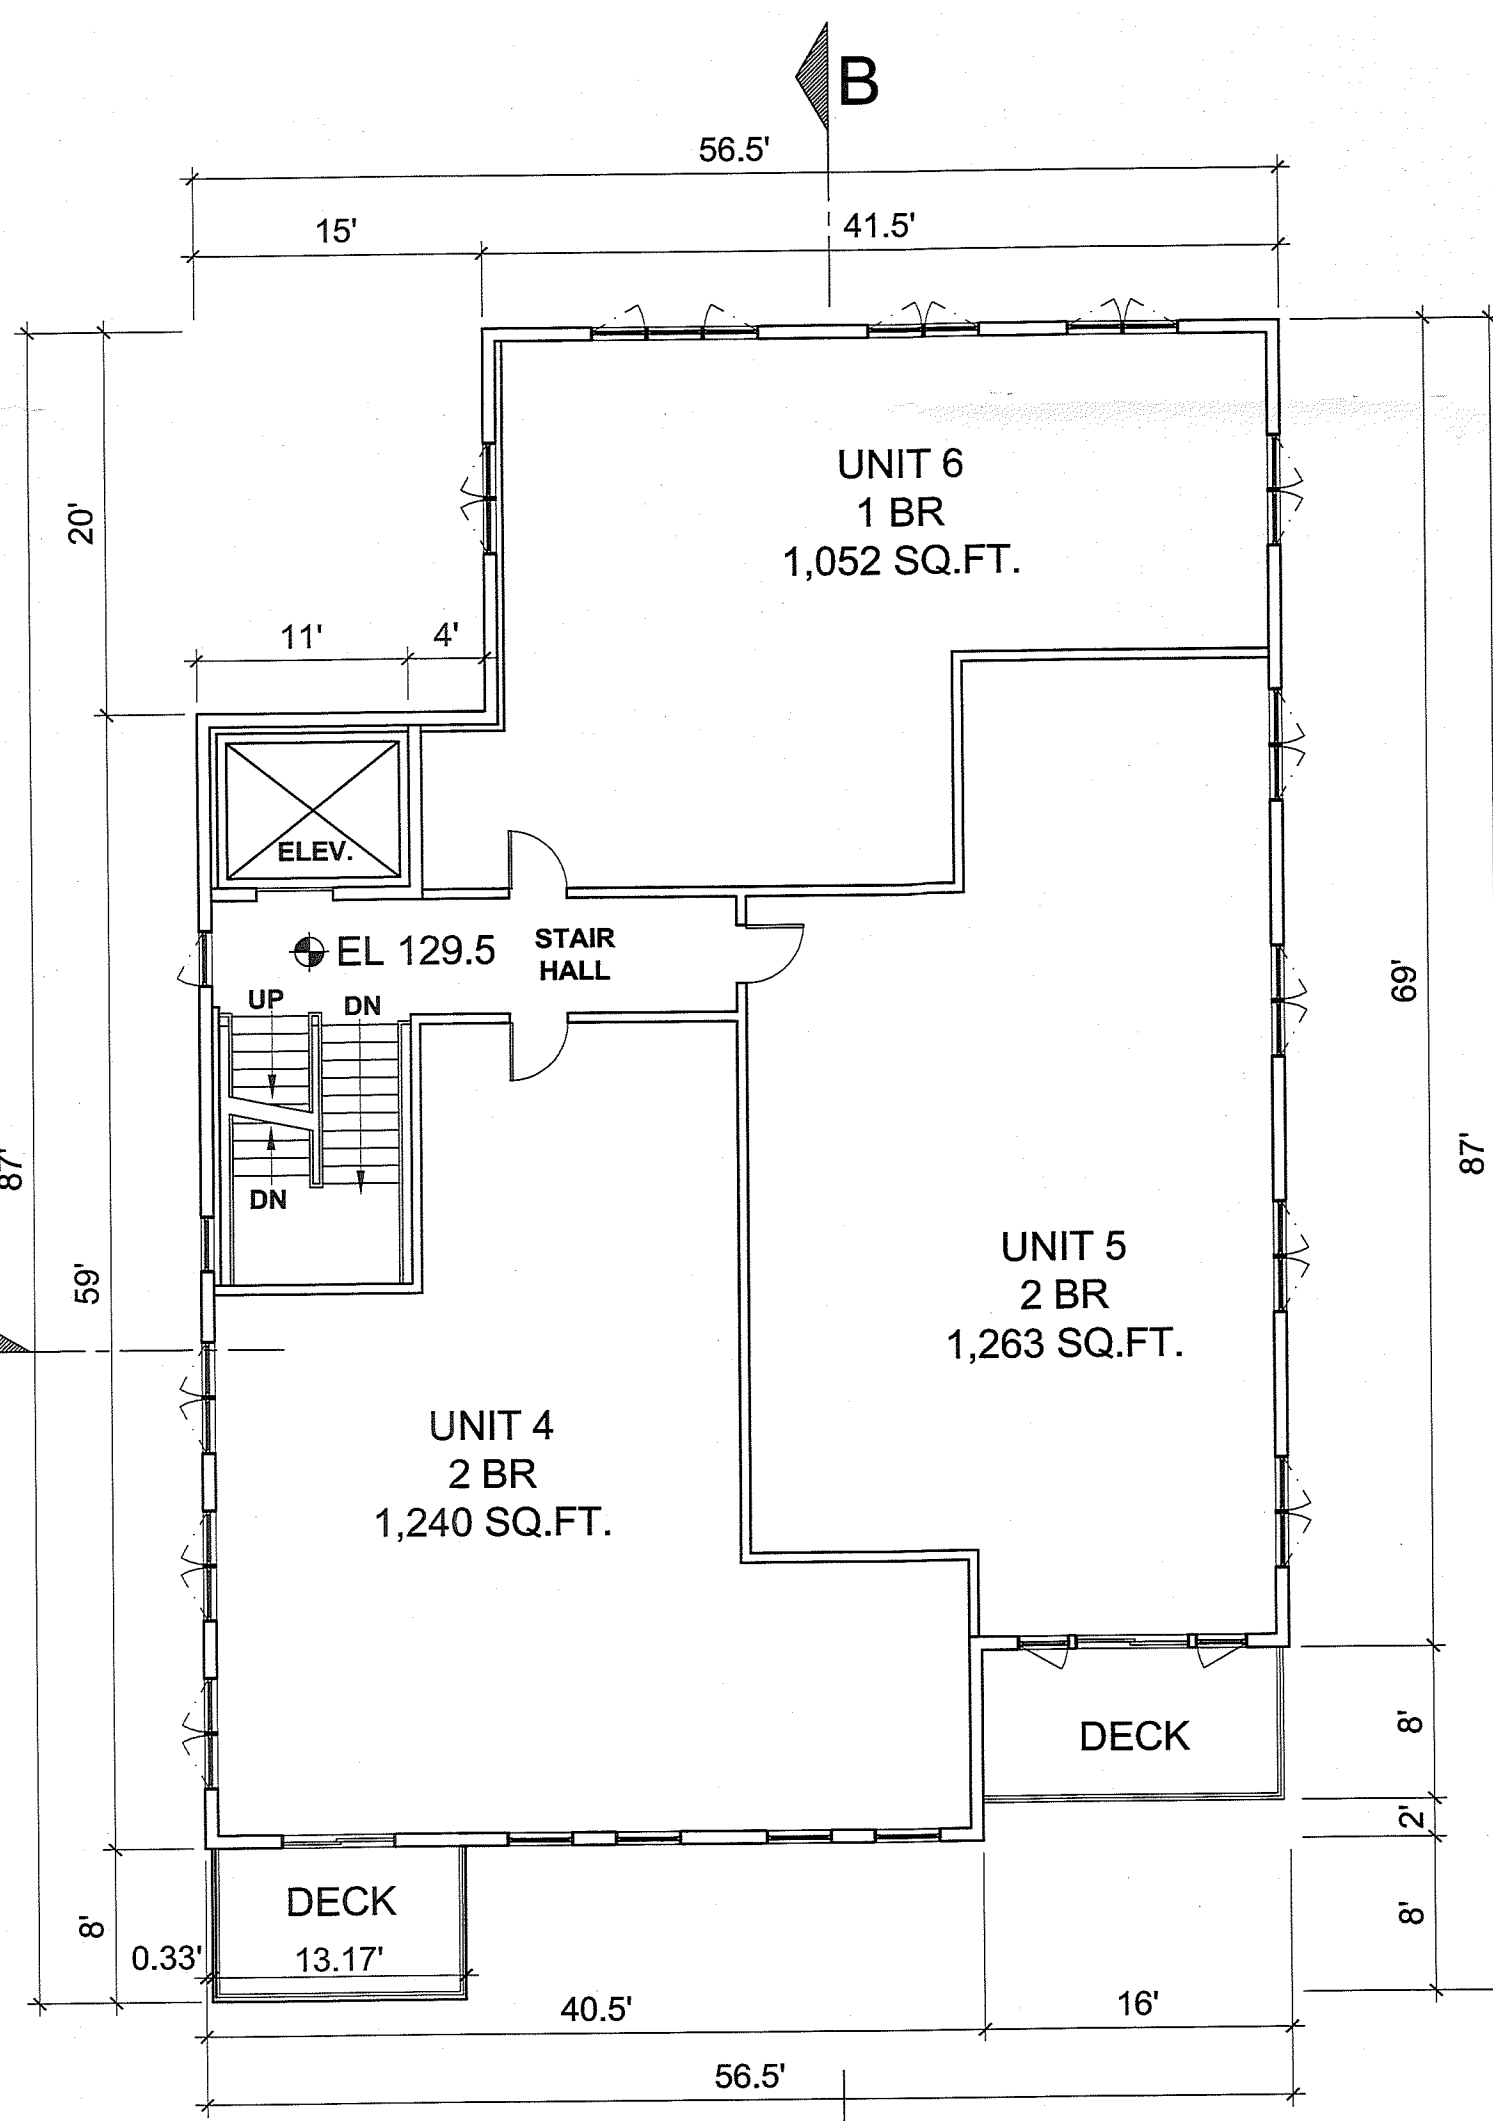 B
56.5'
15'
41.5'
20'
UNIT 6
1 BR
1,052 SQ.FT.
11'
4'
ELEV.
EL 129.5
STAIR
HALL
UP
DN
DN
69'
87'
87'
59'
UNIT 5
2 BR
1,263 SQ.FT.
UNIT 4
2 BR
1,240 SQ.FT.
DECK
8'
2'
DECK
8'
8'
0.33'
13.17'
40.5'
16'
56.5'